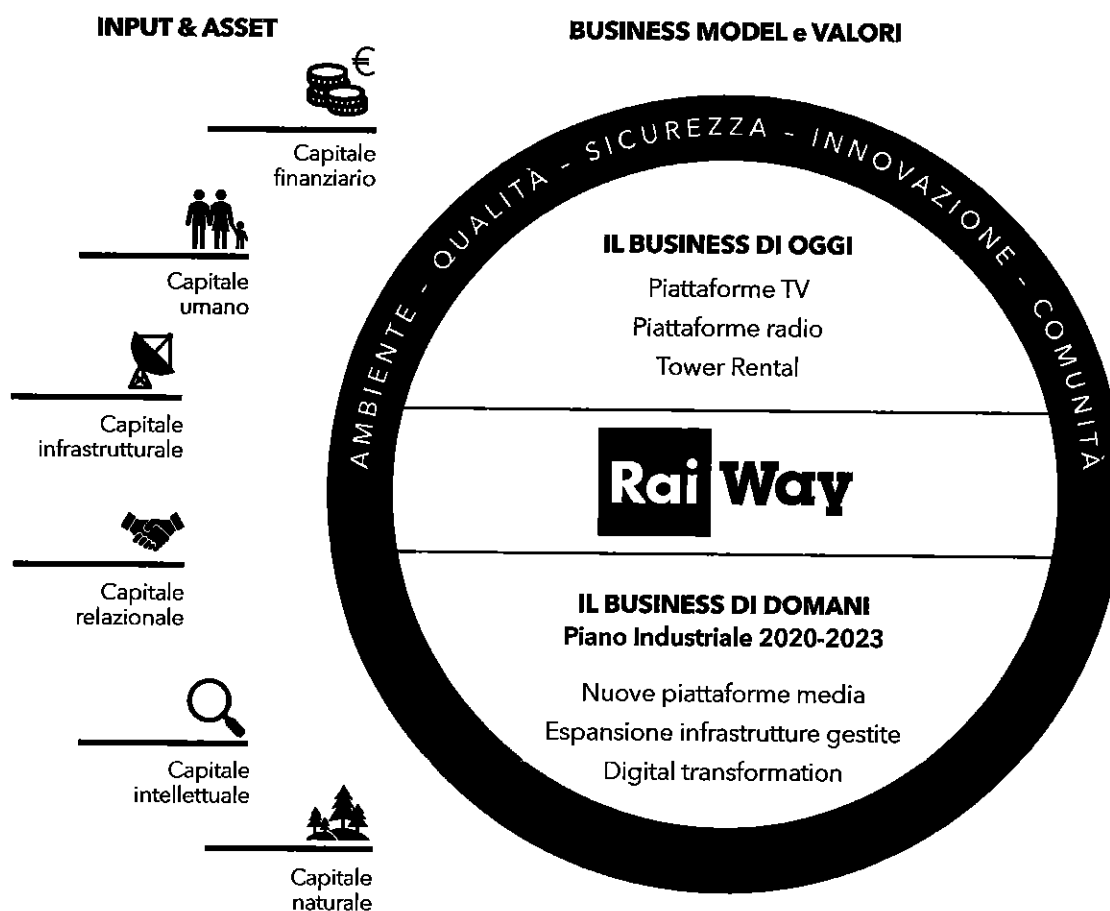 INPUT & ASSET
€
Capitale
finanziario
Capitale
umano
Capitale
infrastrutturale
Capitale
relazionale
Capitale
intellettuale
Capitale
naturale
BUSINESS MODEL e VALORI
AMBIENTE - QUALITÀ - SICUREZZA - INNOVAZIONE - COMUNITÀ
IL BUSINESS DI OGGI
Piattaforme TV
Piattaforme radio
Tower Rental
Rai Way
IL BUSINESS DI DOMANI
Piano Industriale 2020-2023
Nuove piattaforme media
Espansione infrastrutture gestite
Digital transformation